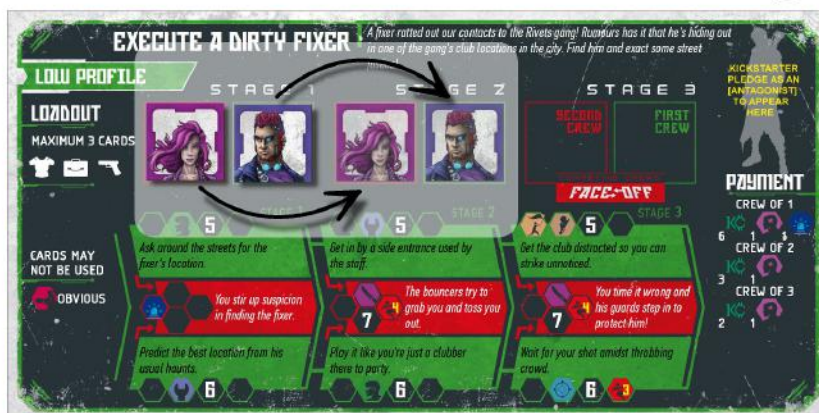 EXECUTE A DIRTY FIXER
A fixer ratted out our contacts to the Rivets gang! Rumours has it that he's hiding out
in one of the gang's club locations in the city. Find him and exact some street
LOW PROFILE
STAGE 1
STAGE 2
STAGE 3
KICKSTARTER
PLEDGE AS AN
[ANTAGONIST]
TO APPEAR
HERE
LOADOUT
MAXIMUM 3 CARDS
SECOND
CREW
FIRST
CREW
FACE-OFF
PAYMENT
CREW OF 1
6 1 1
CREW OF 2
3 1
CREW OF 3
2 1
CARDS MAY
NOT BE USED
OBVIOUS
5
5
STAGE 2
5
STAGE 3
Ask around the streets for the
fixer's location.
Get in by a side entrance used by
the staff.
Get the club distracted so you can
strike unnoticed.
You stir up suspicion
in finding the fixer.
7
4
The bouncers try to
grab you and toss you
out.
7
4
You time it wrong and
his guards step in to
protect him!
Predict the best location from his
usual haunts.
Play it like you're just a clubber
there to party.
Wait for your shot amidst throbbing
crowd.
6
6
6
3